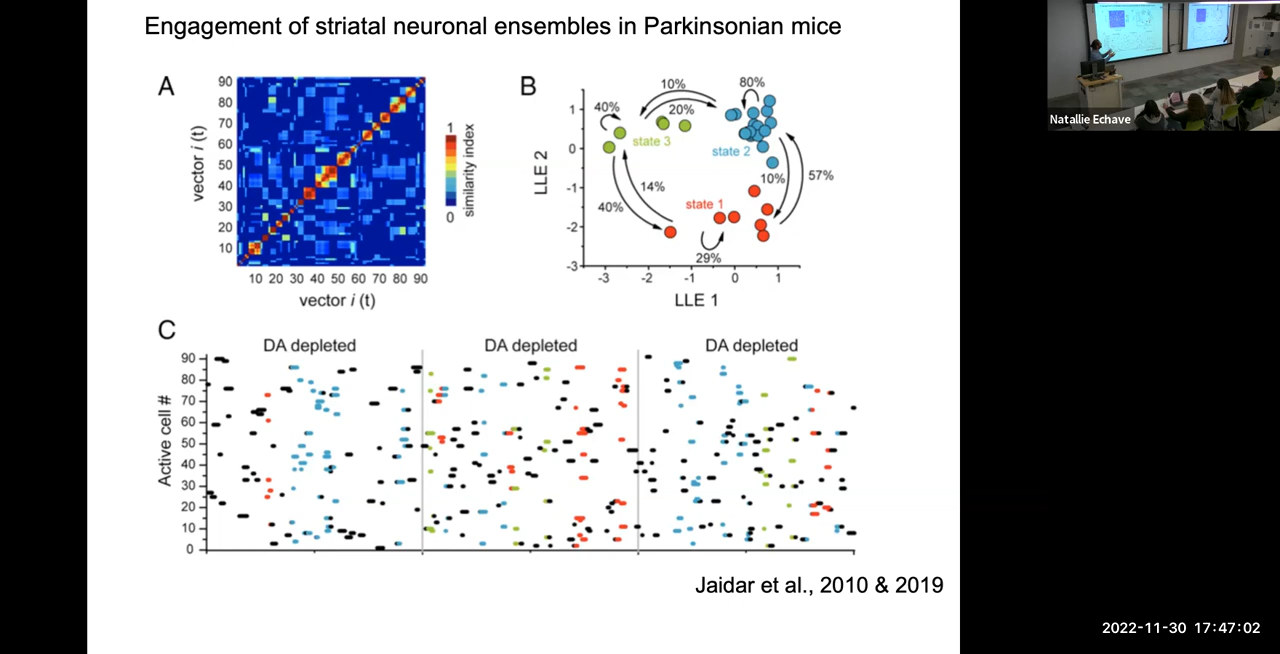 Engagement of striatal neuronal ensembles in Parkinsonian mice
A
vector i (t)
90
80
70
60
50
40
30
20
10
10 20 30 40 50 60 70 80 90
vector i (t)
1
0
similarity index
B
LLE 2
1
0
-1
-2
-3
-3 -2 -1 0 1
LLE 1
10%
20%
80%
40%
state 3
state 2
10%
57%
14%
40%
state 1
29%
C
DA depleted DA depleted DA depleted
Active cell #
90
80
70
60
50
40
30
20
10
0
Jaidar et al., 2010 & 2019
Natallie Echave
2022-11-30 17:47:02